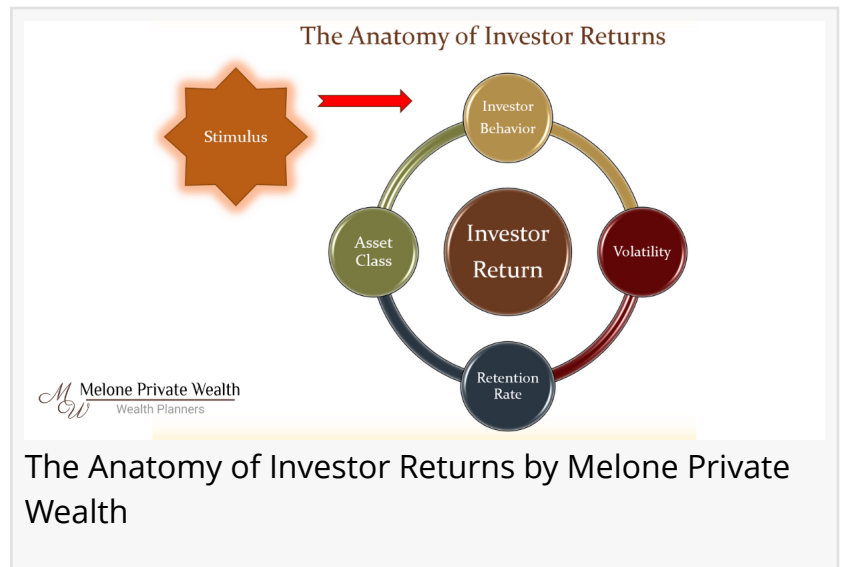 The Anatomy of Investor Returns
Stimulus
Investor
Behavior
Asset
Class
Investor
Return
Volatility
Retention
Rate
MW
Melone Private Wealth
Wealth Planners
The Anatomy of Investor Returns by Melone Private
Wealth